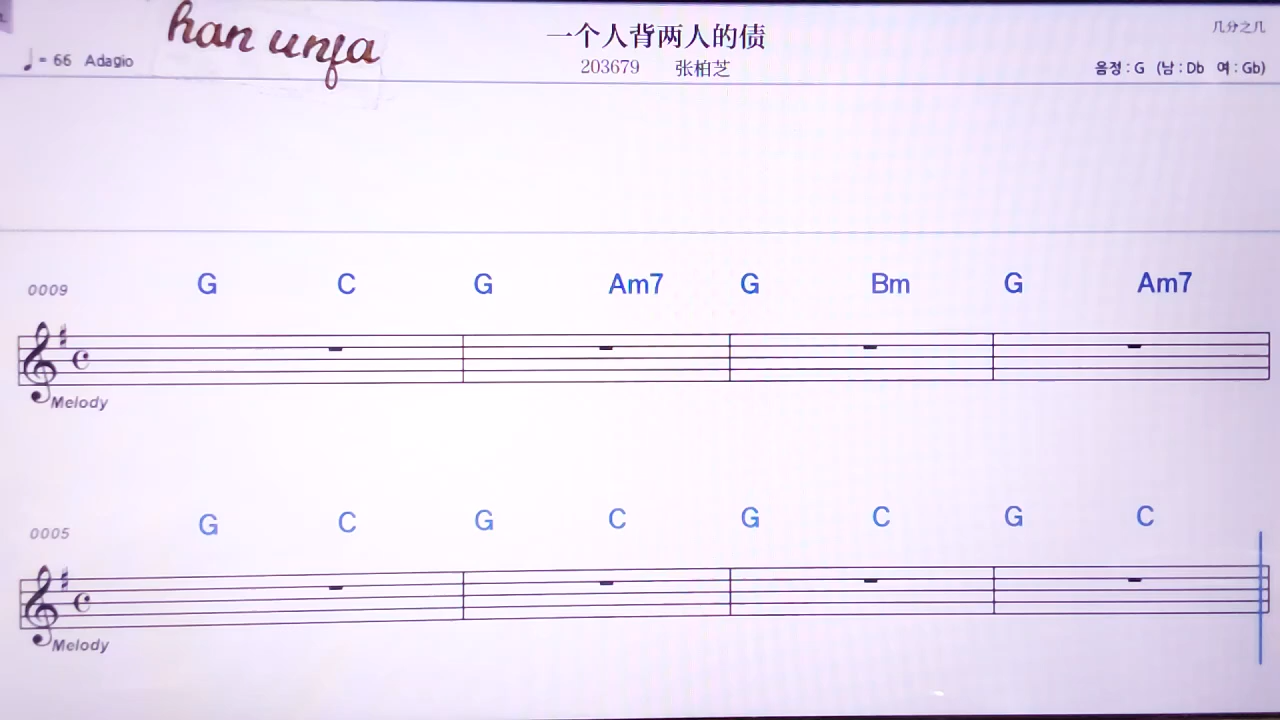 han unfa
一个人背两人的债
几分之几
♩= 66 Adagio
203679 张柏芝
음정 : G (남 : Db 여 : Gb)
0009 G C G Am7 G Bm G Am7
Melody
0005 G C G C G C G C
Melody